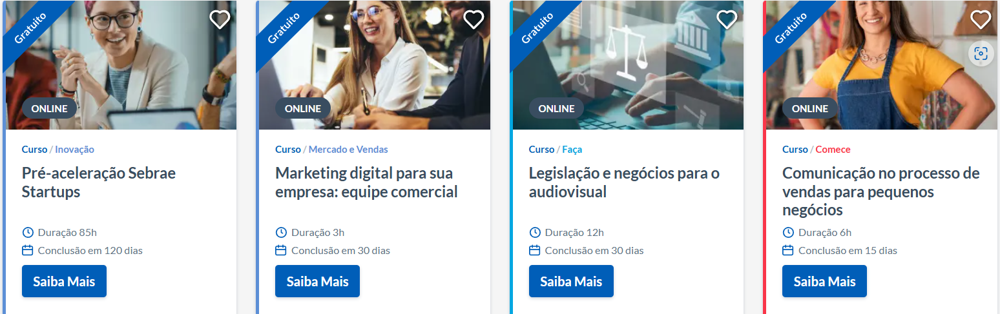 Gratuito
ONLINE
Curso / Inovação
Pré-aceleração Sebrae
Startups
Duração 85h
Conclusão em 120 dias
Saiba Mais
Gratuito
ONLINE
Curso / Mercado e Vendas
Marketing digital para sua
empresa: equipe comercial
Duração 3h
Conclusão em 30 dias
Saiba Mais
Gratuito
ONLINE
Curso / Faça
Legislação e negócios para o
audiovisual
Duração 12h
Conclusão em 30 dias
Saiba Mais
Gratuito
ONLINE
Curso / Comece
Comunicação no processo de
vendas para pequenos
negócios
Duração 6h
Conclusão em 15 dias
Saiba Mais